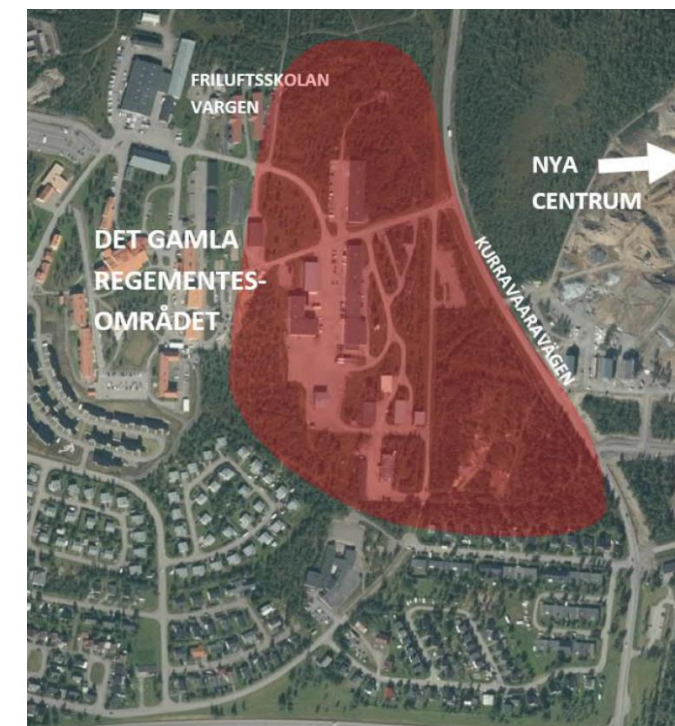 FRILUFTSSKOLAN
VARGEN
NYA
CENTRUM
DET GAMLA
REGEMENTES-
OMRÅDET
KURRAVAARAVÄGEN